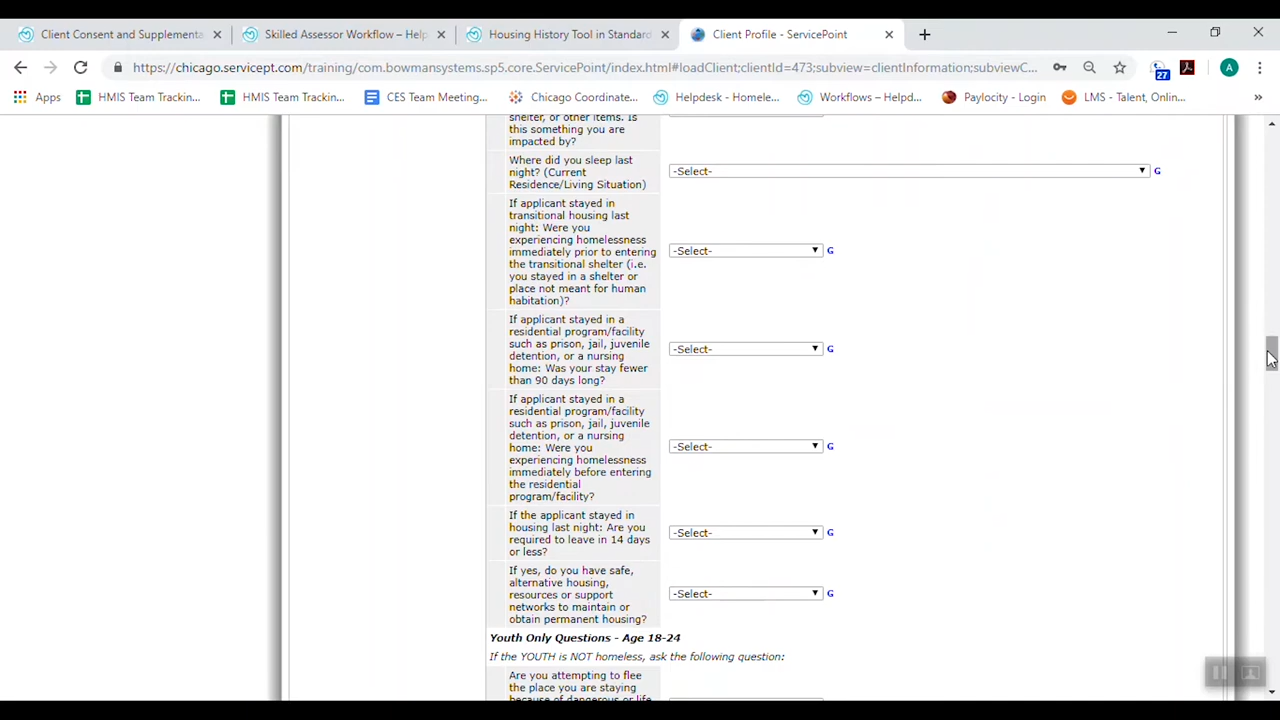 Client Consent and Supplementa
Skilled Assessor Workflow – Help
Housing History Tool in Standard
Client Profile - ServicePoint
https://chicago.servicept.com/training/com.bowmansystems.sp5.core.ServicePoint/index.html#loadClient;clientId=473;subview=clientInformation;subviewC...
27
A
Apps
HMIS Team Trackin...
HMIS Team Trackin...
CES Team Meeting...
Chicago Coordinate...
Helpdesk - Homele...
Workflows – Helpd...
Paylocity - Login
LMS - Talent, Onlin...
»
shelter, or other items. Is
this something you are
impacted by?
Where did you sleep last
night? (Current
Residence/Living Situation)
-Select-
G
If applicant stayed in
transitional housing last
night: Were you
experiencing homelessness
immediately prior to entering
the transitional shelter (i.e.
you stayed in a shelter or
place not meant for human
habitation)?
-Select-
G
If applicant stayed in a
residential program/facility
such as prison, jail, juvenile
detention, or a nursing
home: Was your stay fewer
than 90 days long?
-Select-
G
If applicant stayed in a
residential program/facility
such as prison, jail, juvenile
detention, or a nursing
home: Were you
experiencing homelessness
immediately before entering
the residential
program/facility?
-Select-
G
If the applicant stayed in
housing last night: Are you
required to leave in 14 days
or less?
-Select-
G
If yes, do you have safe,
alternative housing,
resources or support
networks to maintain or
obtain permanent housing?
-Select-
G
Youth Only Questions - Age 18-24
If the YOUTH is NOT homeless, ask the following question:
Are you attempting to flee
the place you are staying
because of dangerous or life